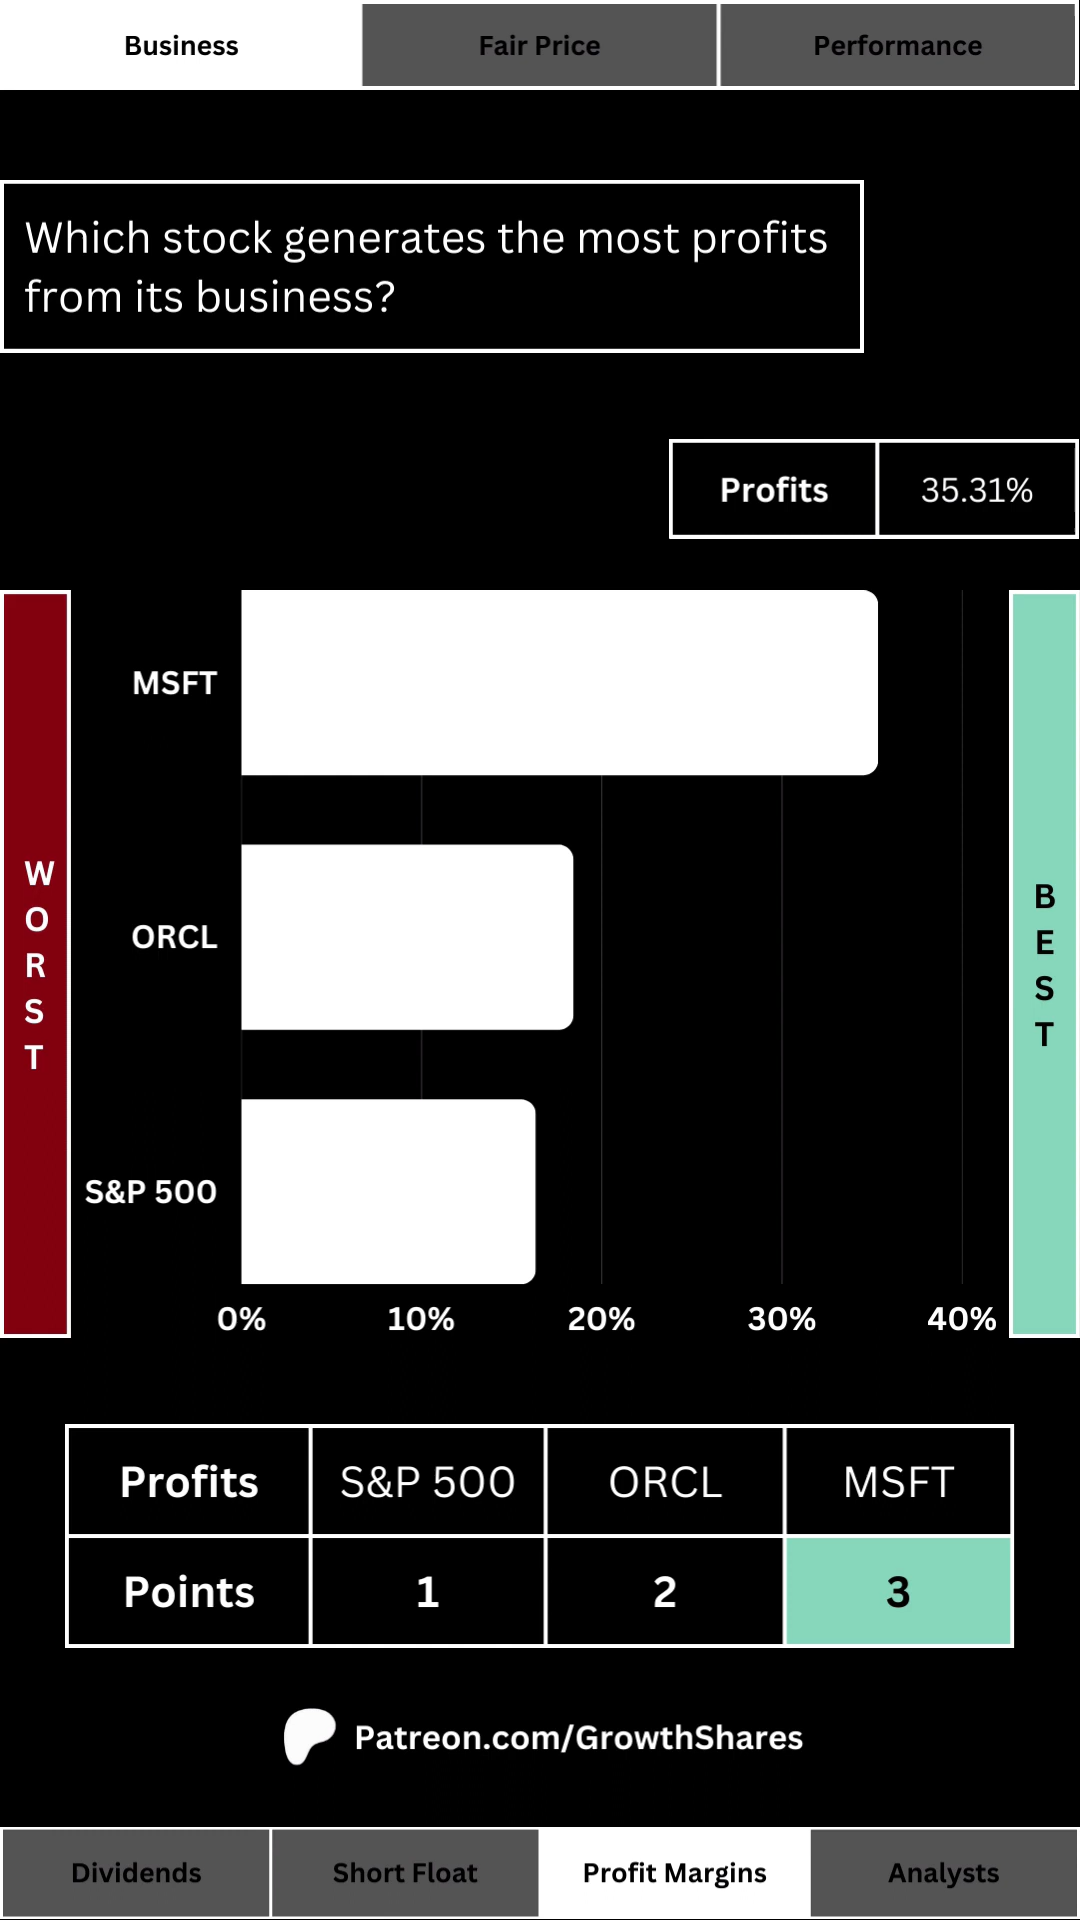 Business Fair Price Performance
Which stock generates the most profits
from its business?
Profits 35.31%
W
O
R
S
T
MSFT
ORCL
S&P 500
0% 10% 20% 30% 40%
B
E
S
T
Profits S&P 500 ORCL MSFT
Points 1 2 3
Patreon.com/GrowthShares
Dividends Short Float Profit Margins Analysts